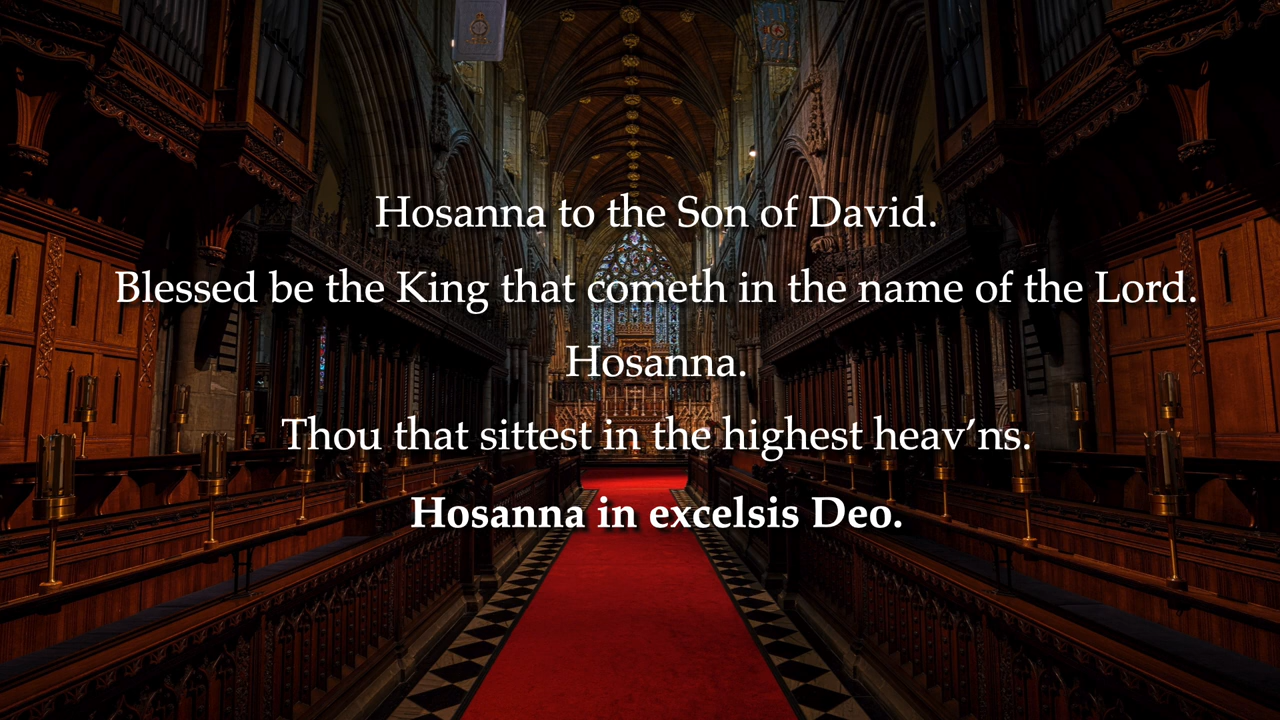 Hosanna to the Son of David.
Blessed be the King that cometh in the name of the Lord.
Hosanna.
Thou that sittest in the highest heav’ns.
Hosanna in excelsis Deo.